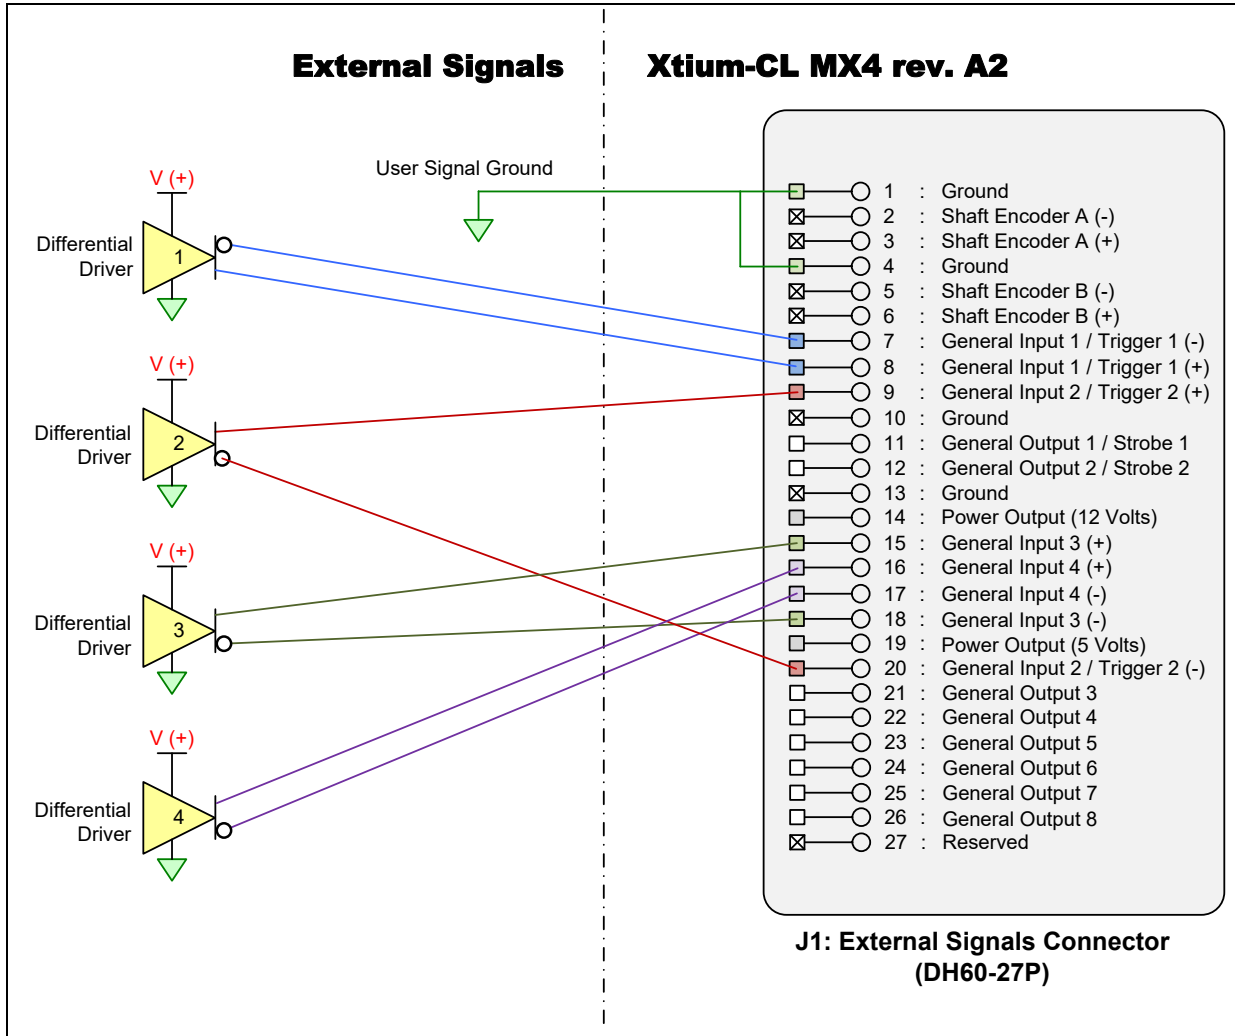 External Signals
Xtium-CL MX4 rev. A2
User Signal Ground
V (+)
Differential
Driver
1
V (+)
Differential
Driver
2
V (+)
Differential
Driver
3
V (+)
Differential
Driver
4
1 : Ground
2 : Shaft Encoder A (-)
3 : Shaft Encoder A (+)
4 : Ground
5 : Shaft Encoder B (-)
6 : Shaft Encoder B (+)
7 : General Input 1 / Trigger 1 (-)
8 : General Input 1 / Trigger 1 (+)
9 : General Input 2 / Trigger 2 (+)
10 : Ground
11 : General Output 1 / Strobe 1
12 : General Output 2 / Strobe 2
13 : Ground
14 : Power Output (12 Volts)
15 : General Input 3 (+)
16 : General Input 4 (+)
17 : General Input 4 (-)
18 : General Input 3 (-)
19 : Power Output (5 Volts)
20 : General Input 2 / Trigger 2 (-)
21 : General Output 3
22 : General Output 4
23 : General Output 5
24 : General Output 6
25 : General Output 7
26 : General Output 8
27 : Reserved
J1: External Signals Connector
(DH60-27P)